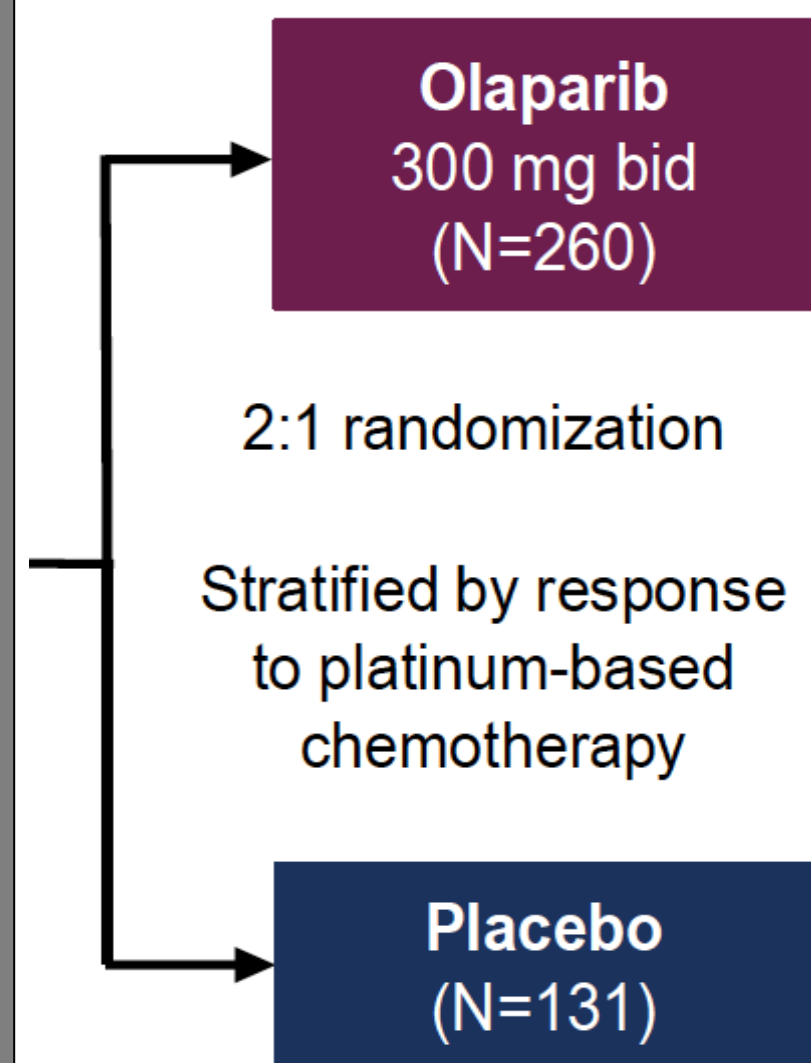 Olaparib
300 mg bid
(N=260)
2:1 randomization
Stratified by response
to platinum-based
chemotherapy
Placebo
(N=131)